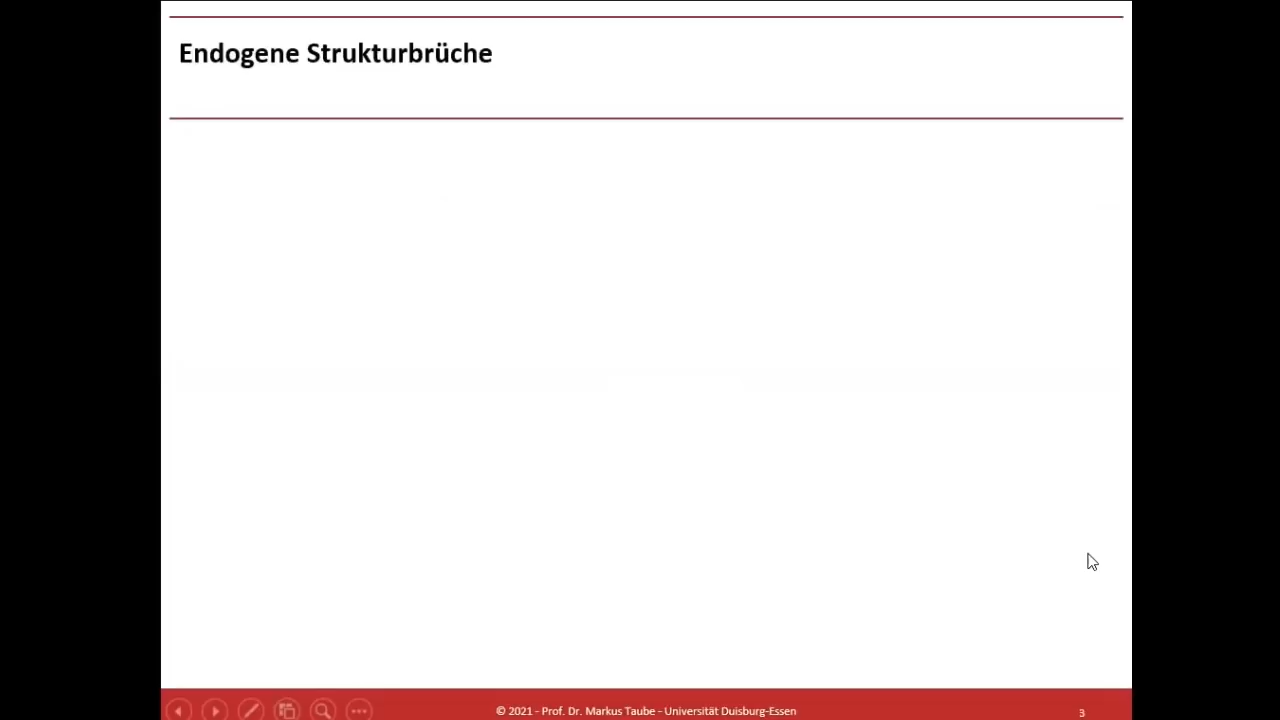 Endogene Strukturbrüche
© 2021 - Prof. Dr. Markus Taube - Universität Duisburg-Essen
3